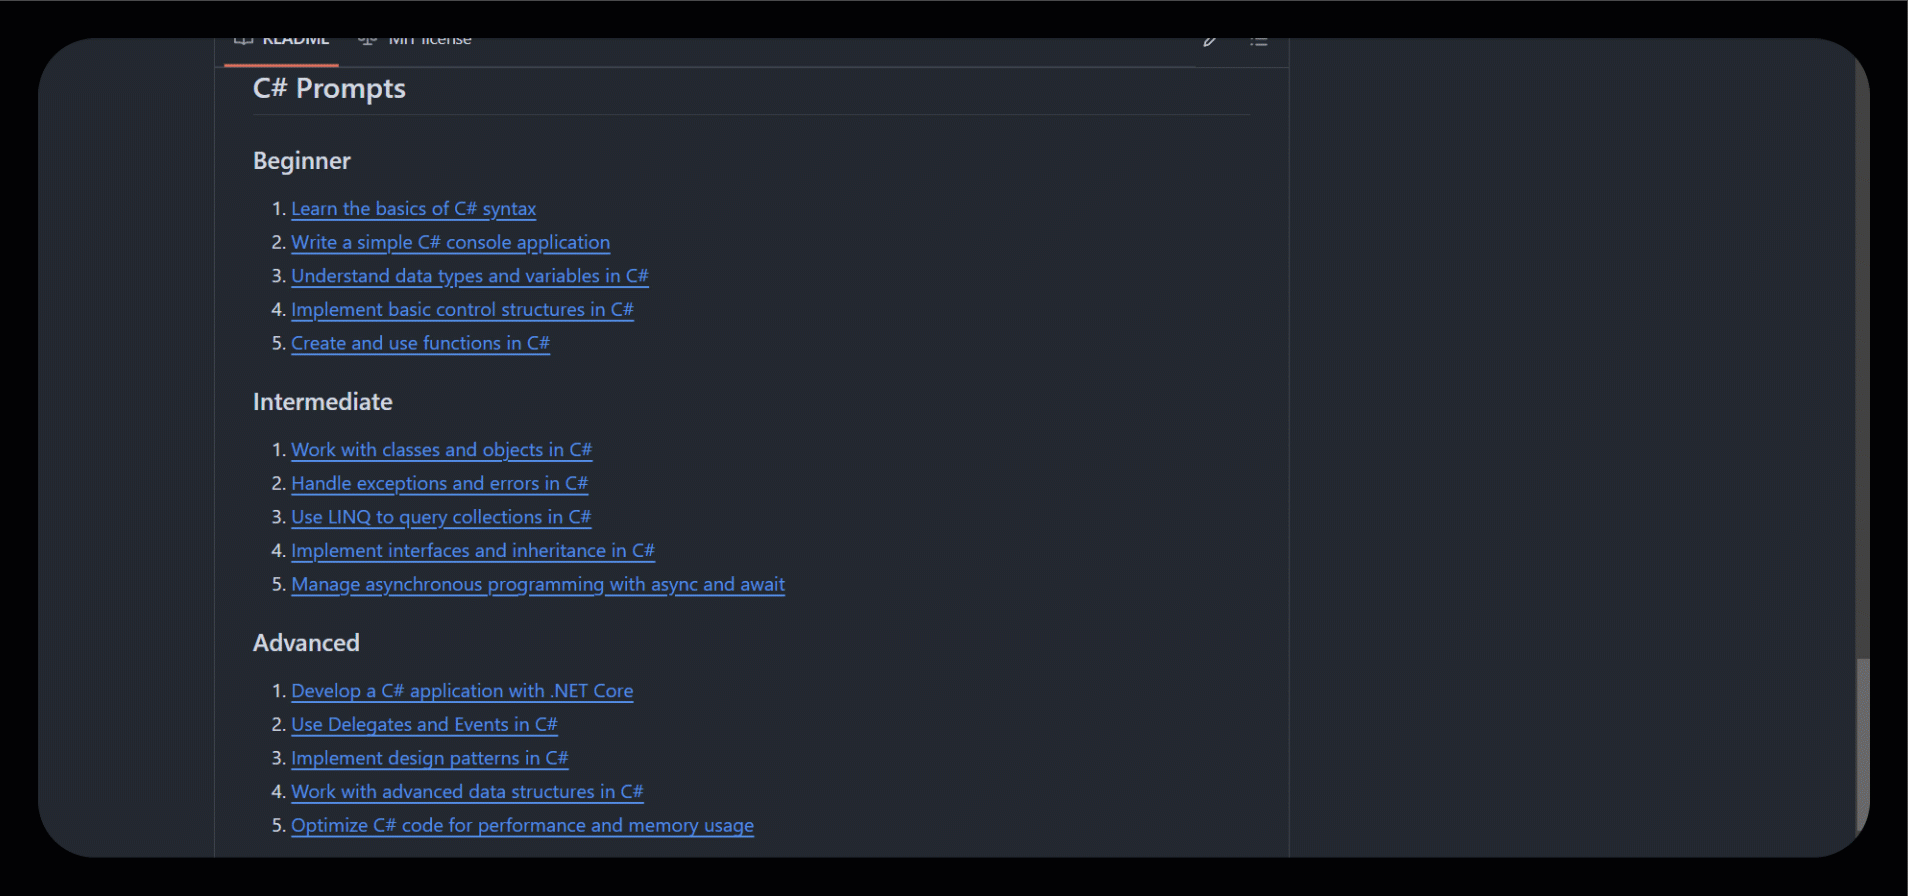 README MIT license
C# Prompts
Beginner
1. Learn the basics of C# syntax
2. Write a simple C# console application
3. Understand data types and variables in C#
4. Implement basic control structures in C#
5. Create and use functions in C#
Intermediate
1. Work with classes and objects in C#
2. Handle exceptions and errors in C#
3. Use LINQ to query collections in C#
4. Implement interfaces and inheritance in C#
5. Manage asynchronous programming with async and await
Advanced
1. Develop a C# application with .NET Core
2. Use Delegates and Events in C#
3. Implement design patterns in C#
4. Work with advanced data structures in C#
5. Optimize C# code for performance and memory usage